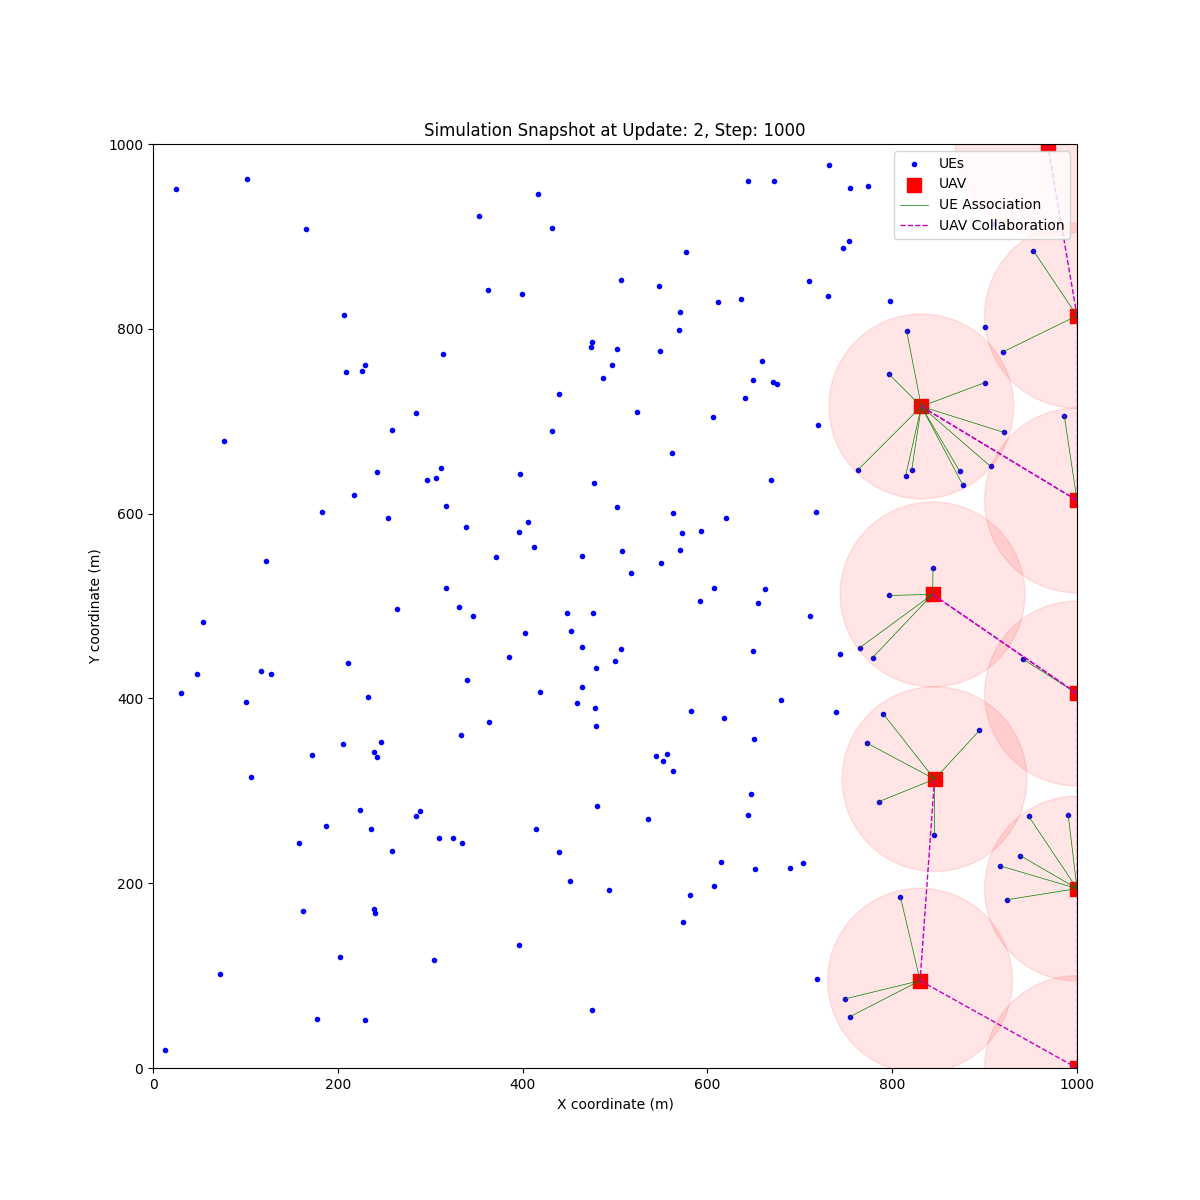 Simulation Snapshot at Update: 2, Step: 1000
UEs
UAV
UE Association
UAV Collaboration
1000
800
600
400
200
0
Y coordinate (m)
0 200 400 600 800 1000
X coordinate (m)